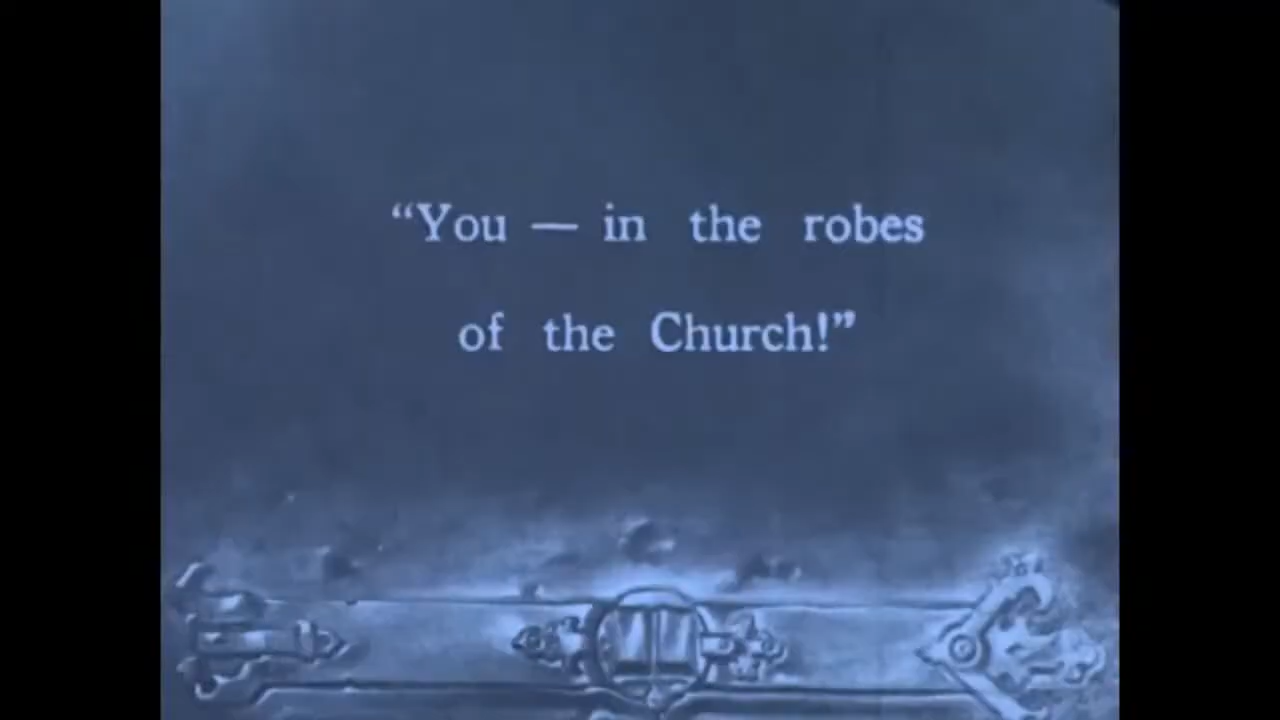 “You — in the robes
of the Church!”